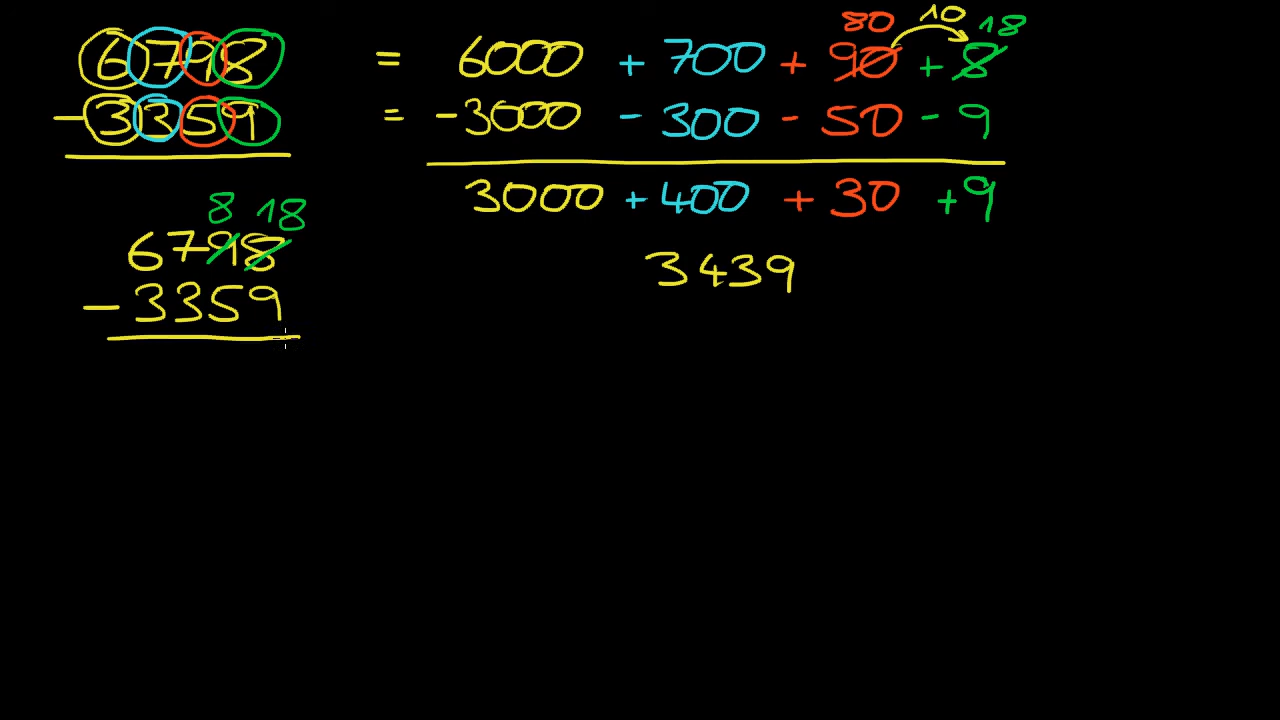 80 10 18
6798 = 6000 + 700 + 90 + 8
-3359 = -3000 - 300 - 50 - 9
3000 + 400 + 30 +9
3439
8 18
6798
-3359